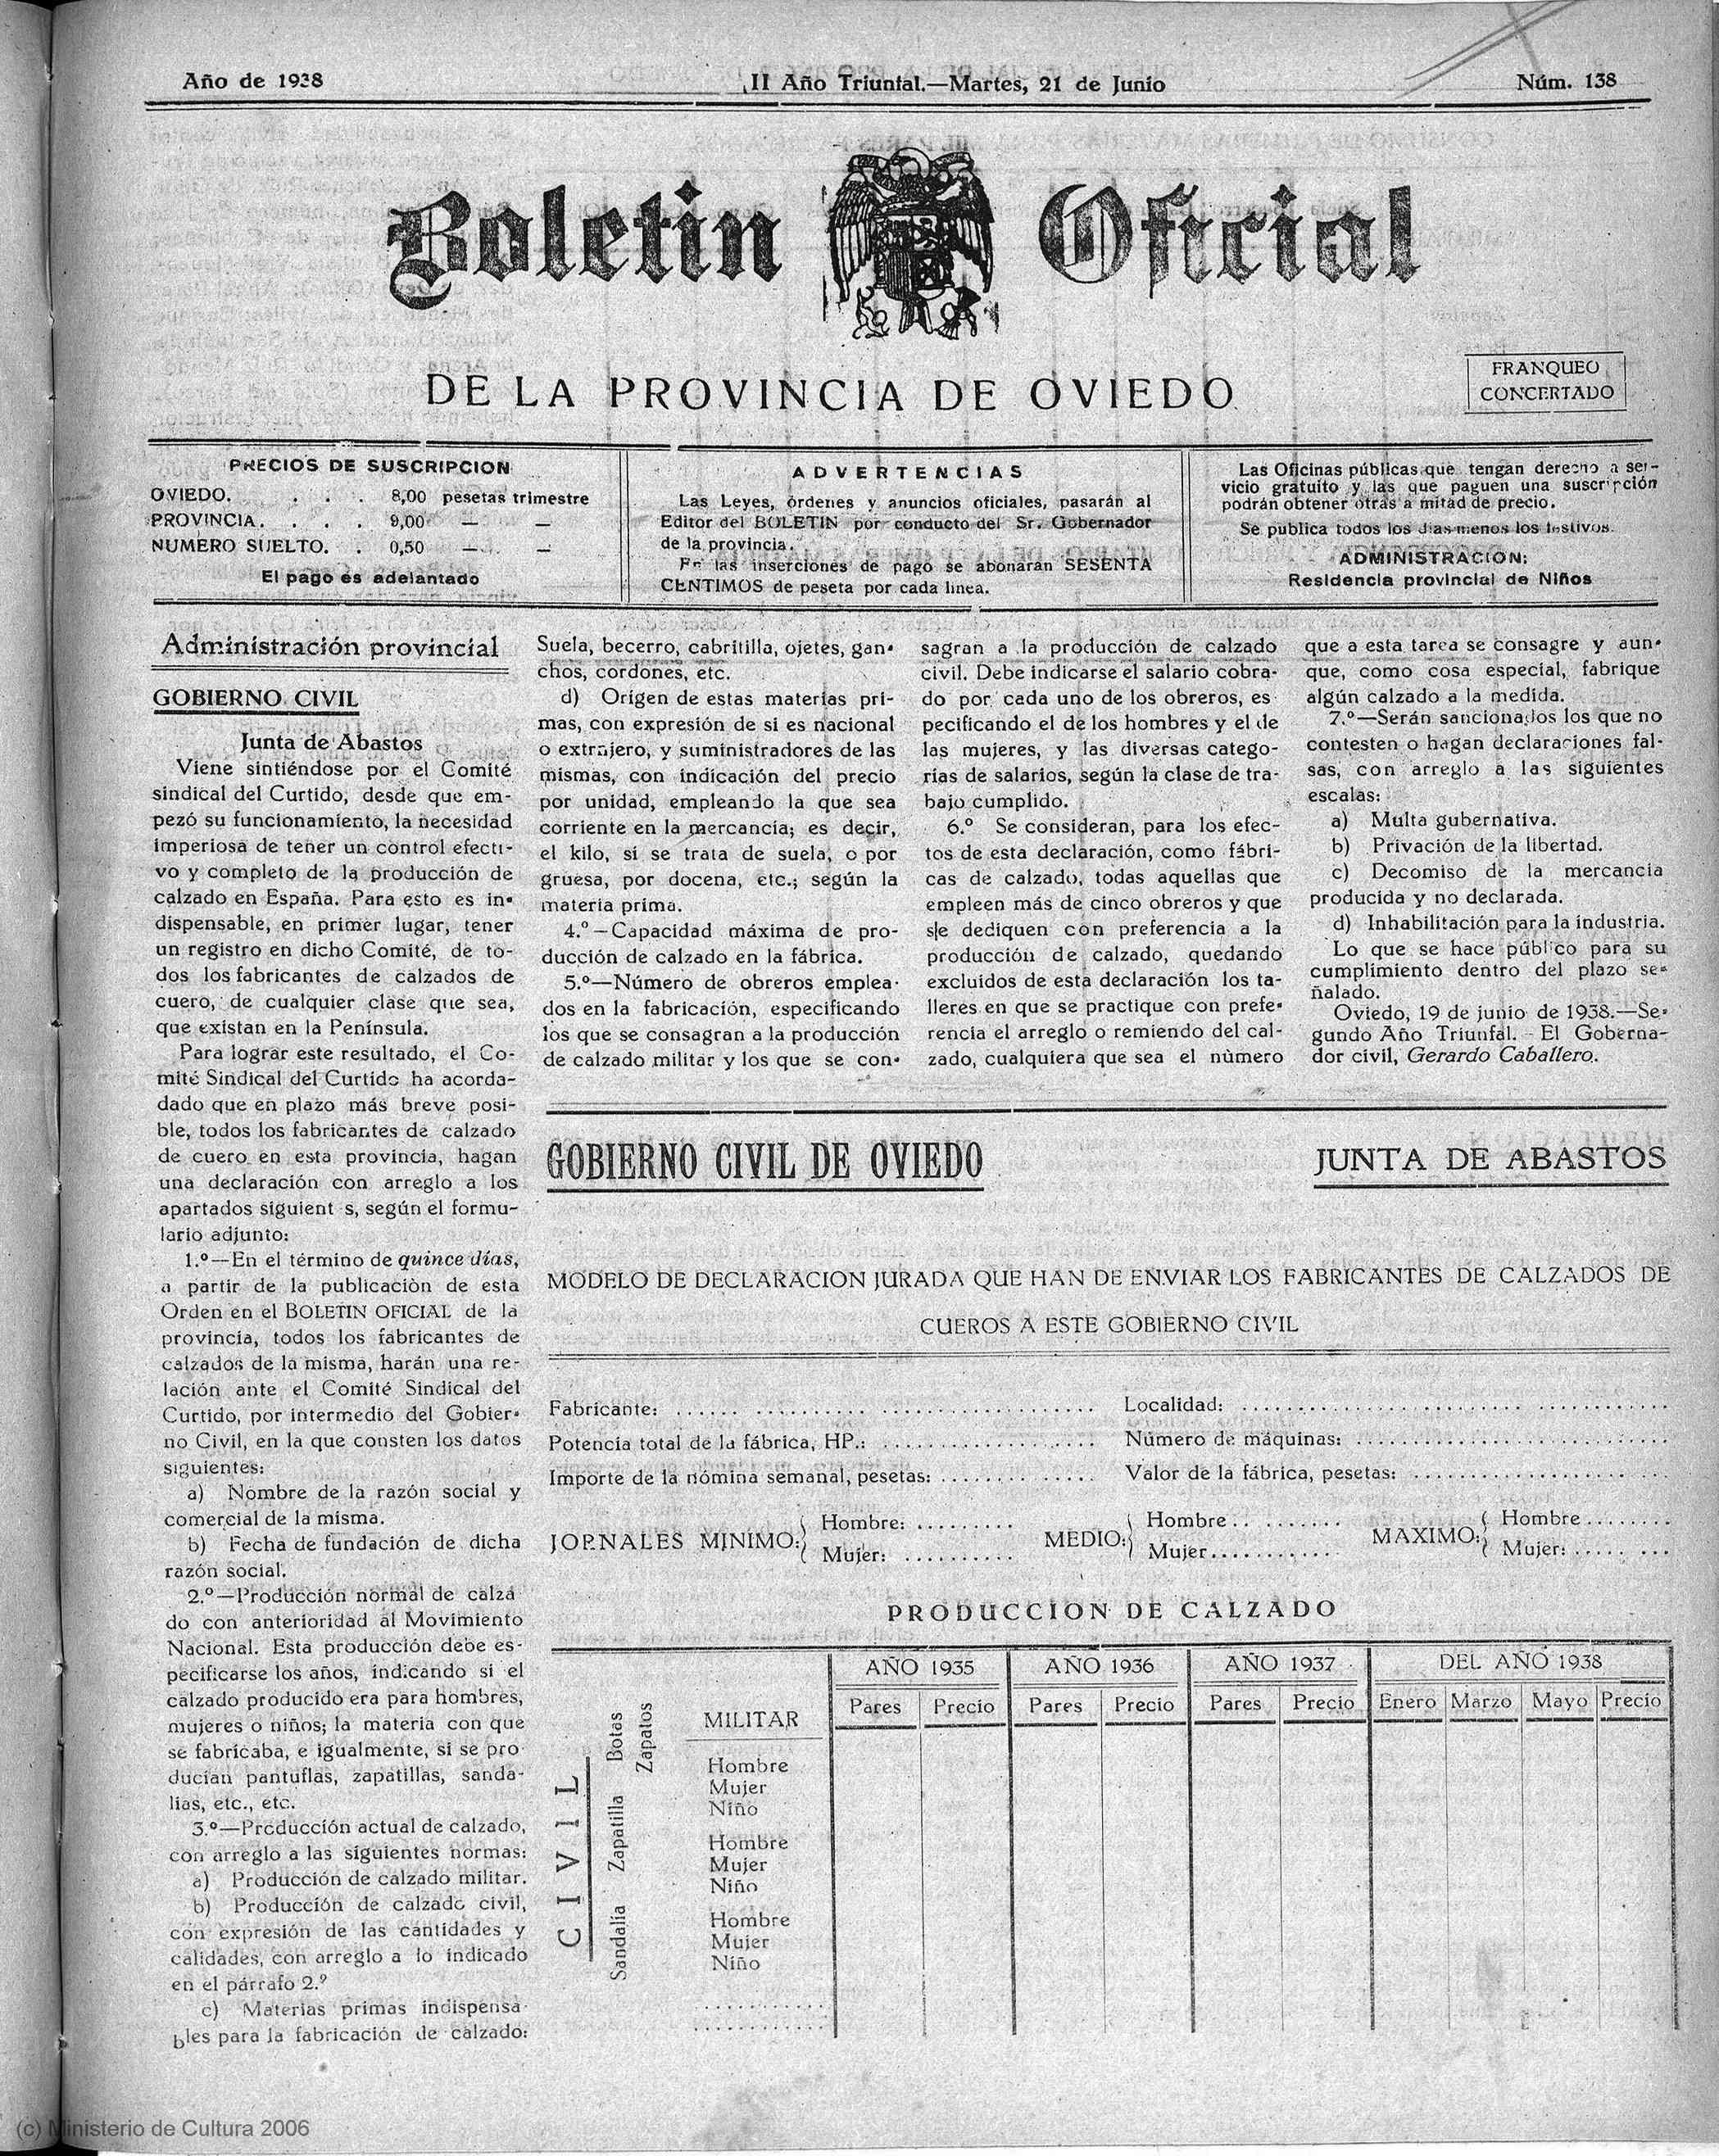 Año de 1938
II Año Triunfal.—Martes, 21 de Junio
Núm. 138
Boletin Oficial
DE LA PROVINCIA DE OVIEDO
FRANQUEO
CONCERTADO
PRECIOS DE SUSCRIPCION
OVIEDO. . . . 8,00 pesetas trimestre
PROVINCIA. . . . 9,00 — —
NUMERO SUELTO. . 0,50 — —
El pago es adelantado
ADVERTENCIAS
Las Leyes, órdenes y anuncios oficiales, pasarán al
Editor del BOLETIN por conducto del Sr. Gobernador
de la provincia.
En las inserciones de pago se abonarán SESENTA
CENTIMOS de peseta por cada linea.
Las Oficinas públicas que tengan derecho a ser-
vicio gratuito y las que paguen una suscripción
podrán obtener otras a mitad de precio.
Se publica todos los días menos los festivos.
ADMINISTRACIÓN:
Residencia provincial de Niños
Administración provincial
GOBIERNO CIVIL
Junta de Abastos
Viene sintiéndose por el Comité
sindical del Curtido, desde que em-
pezó su funcionamiento, la necesidad
imperiosa de tener un control efecti-
vo y completo de la producción de
calzado en España. Para esto es in-
dispensable, en primer lugar, tener
un registro en dicho Comité, de to-
dos los fabricantes de calzados de
cuero, de cualquier clase que sea,
que existan en la Península.
Para lograr este resultado, el Co-
mité Sindical del Curtido ha acorda-
dado que en plazo más breve posi-
ble, todos los fabricantes de calzado
de cuero en esta provincia, hagan
una declaración con arreglo a los
apartados siguient s, según el formu-
lario adjunto:
1.º—En el término de quince días,
a partir de la publicación de esta
Orden en el BOLETIN OFICIAL de la
provincia, todos los fabricantes de
calzados de la misma, harán una re-
lación ante el Comité Sindical del
Curtido, por intermedio del Gobier-
no Civil, en la que consten los datos
siguientes:
a) Nombre de la razón social y
comercial de la misma.
b) Fecha de fundación de dicha
razón social.
2.º—Producción normal de calza
do con anterioridad al Movimiento
Nacional. Esta producción debe es-
pecificarse los años, indicando si el
calzado producido era para hombres,
mujeres o niños; la materia con que
se fabricaba, e igualmente, si se pro-
ducían pantuflas, zapatillas, sanda-
lias, etc., etc.
3.º—Producción actual de calzado,
con arreglo a las siguientes normas:
a) Producción de calzado militar.
b) Producción de calzado civil,
con expresión de las cantidades y
calidades, con arreglo a lo indicado
en el párrafo 2.º
c) Materias primas indispensa-
bles para la fabricación de calzado:
Suela, becerro, cabritilla, ojetes, gan-
chos, cordones, etc.
d) Origen de estas materias pri-
mas, con expresión de si es nacional
o extrajero, y suministradores de las
mismas, con indicación del precio
por unidad, empleando la que sea
corriente en la mercancía; es decir,
el kilo, si se trata de suela, o por
gruesa, por docena, etc.; según la
materia prima.
4.º—Capacidad máxima de pro-
ducción de calzado en la fábrica.
5.º—Número de obreros emplea-
dos en la fabricación, especificando
los que se consagran a la producción
de calzado militar y los que se con-
sagran a la producción de calzado
civil. Debe indicarse el salario cobra-
do por cada uno de los obreros, es
pecificando el de los hombres y el de
las mujeres, y las diversas catego-
rías de salarios, según la clase de tra-
bajo cumplido.
6.º Se consideran, para los efec-
tos de esta declaración, como fábri-
cas de calzado, todas aquellas que
empleen más de cinco obreros y que
se dediquen con preferencia a la
producción de calzado, quedando
excluidos de esta declaración los ta-
lleres en que se practique con prefe-
rencia el arreglo o remiendo del cal-
zado, cualquiera que sea el número
que a esta tarea se consagre y aun-
que, como cosa especial, fabrique
algún calzado a la medida.
7.º—Serán sancionados los que no
contesten o hagan declaraciones fal-
sas, con arreglo a las siguientes
escalas:
a) Multa gubernativa.
b) Privación de la libertad.
c) Decomiso de la mercancía
producida y no declarada.
d) Inhabilitación para la industria.
Lo que se hace público para su
cumplimiento dentro del plazo se-
ñalado.
Oviedo, 19 de junio de 1938.—Se-
gundo Año Triunfal. - El Goberna-
dor civil, Gerardo Caballero.
GOBIERNO CIVIL DE OVIEDO
JUNTA DE ABASTOS
MODELO DE DECLARACION JURADA QUE HAN DE ENVIAR LOS FABRICANTES DE CALZADOS DE
CUEROS A ESTE GOBIERNO CIVIL
Fabricante: ........ Localidad: ........
Potencia total de la fábrica, HP.: ........ Número de máquinas: ........
Importe de la nómina semanal, pesetas: ........ Valor de la fábrica, pesetas: ........
JORNALES MINIMO: Hombre: ........ Mujer: ........
MEDIO: Hombre ........ Mujer ........
MAXIMO: Hombre ........ Mujer: ........
PRODUCCION DE CALZADO
AÑO 1935 AÑO 1936 AÑO 1937 DEL AÑO 1938
Pares Precio Pares Precio Pares Precio Enero Marzo Mayo Precio
MILITAR
CIVIL
Botas
Zapatos
Hombre
Mujer
Niño
Zapatilla
Hombre
Mujer
Niño
Sandalia
Hombre
Mujer
Niño
(c) Ministerio de Cultura 2006